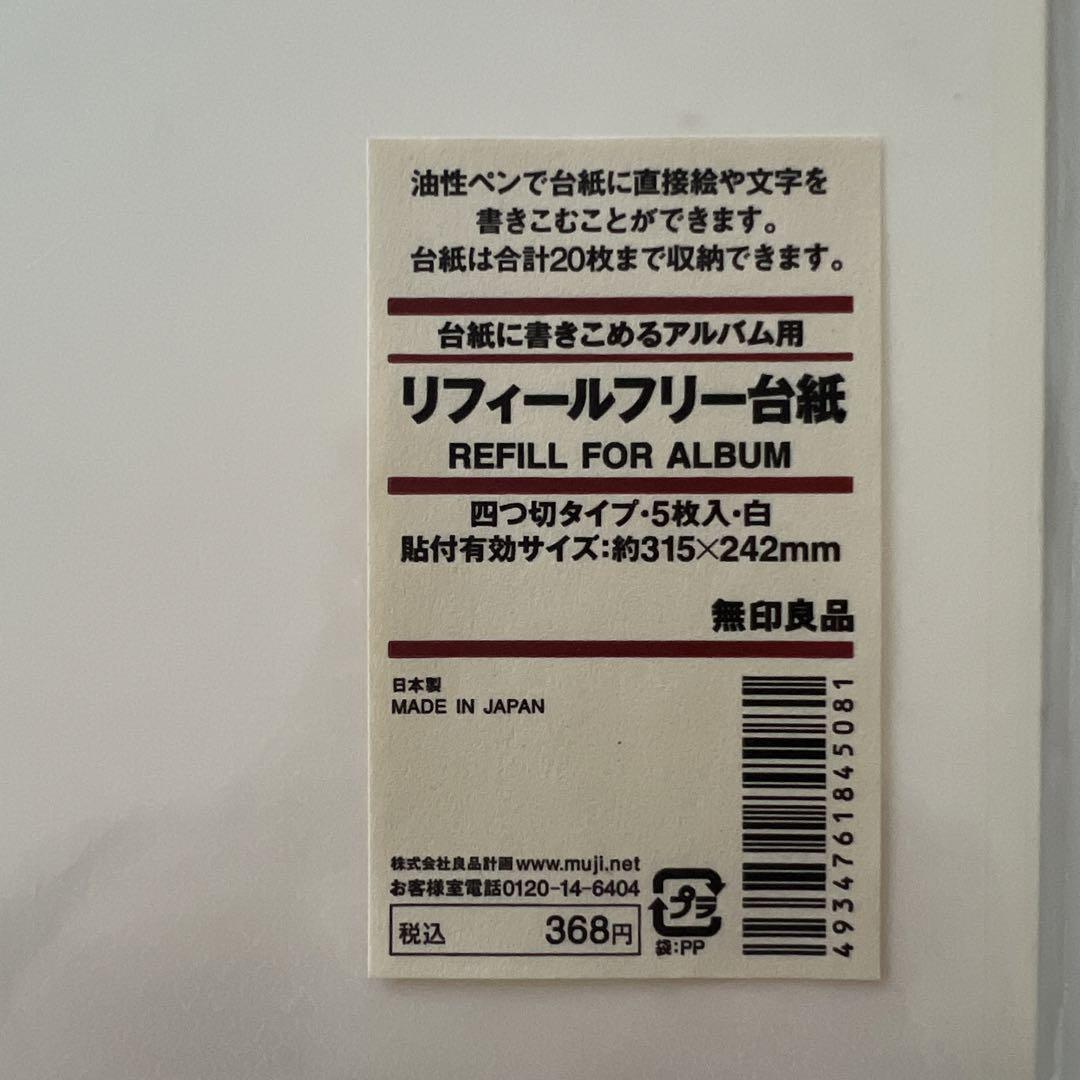 油性ペンで台紙に直接絵や文字を
書きこむことができます。
台紙は合計20枚まで収納できます。
台紙に書きこめるアルバム用
リフィールフリー台紙
REFILL FOR ALBUM
四つ切タイプ・5枚入・白
貼付有効サイズ:約315×242mm
無印良品
日本製
MADE IN JAPAN
株式会社良品計画 www.muji.net
お客様室電話0120-14-6404
税込 368円
プラ
袋:PP
4934761845081